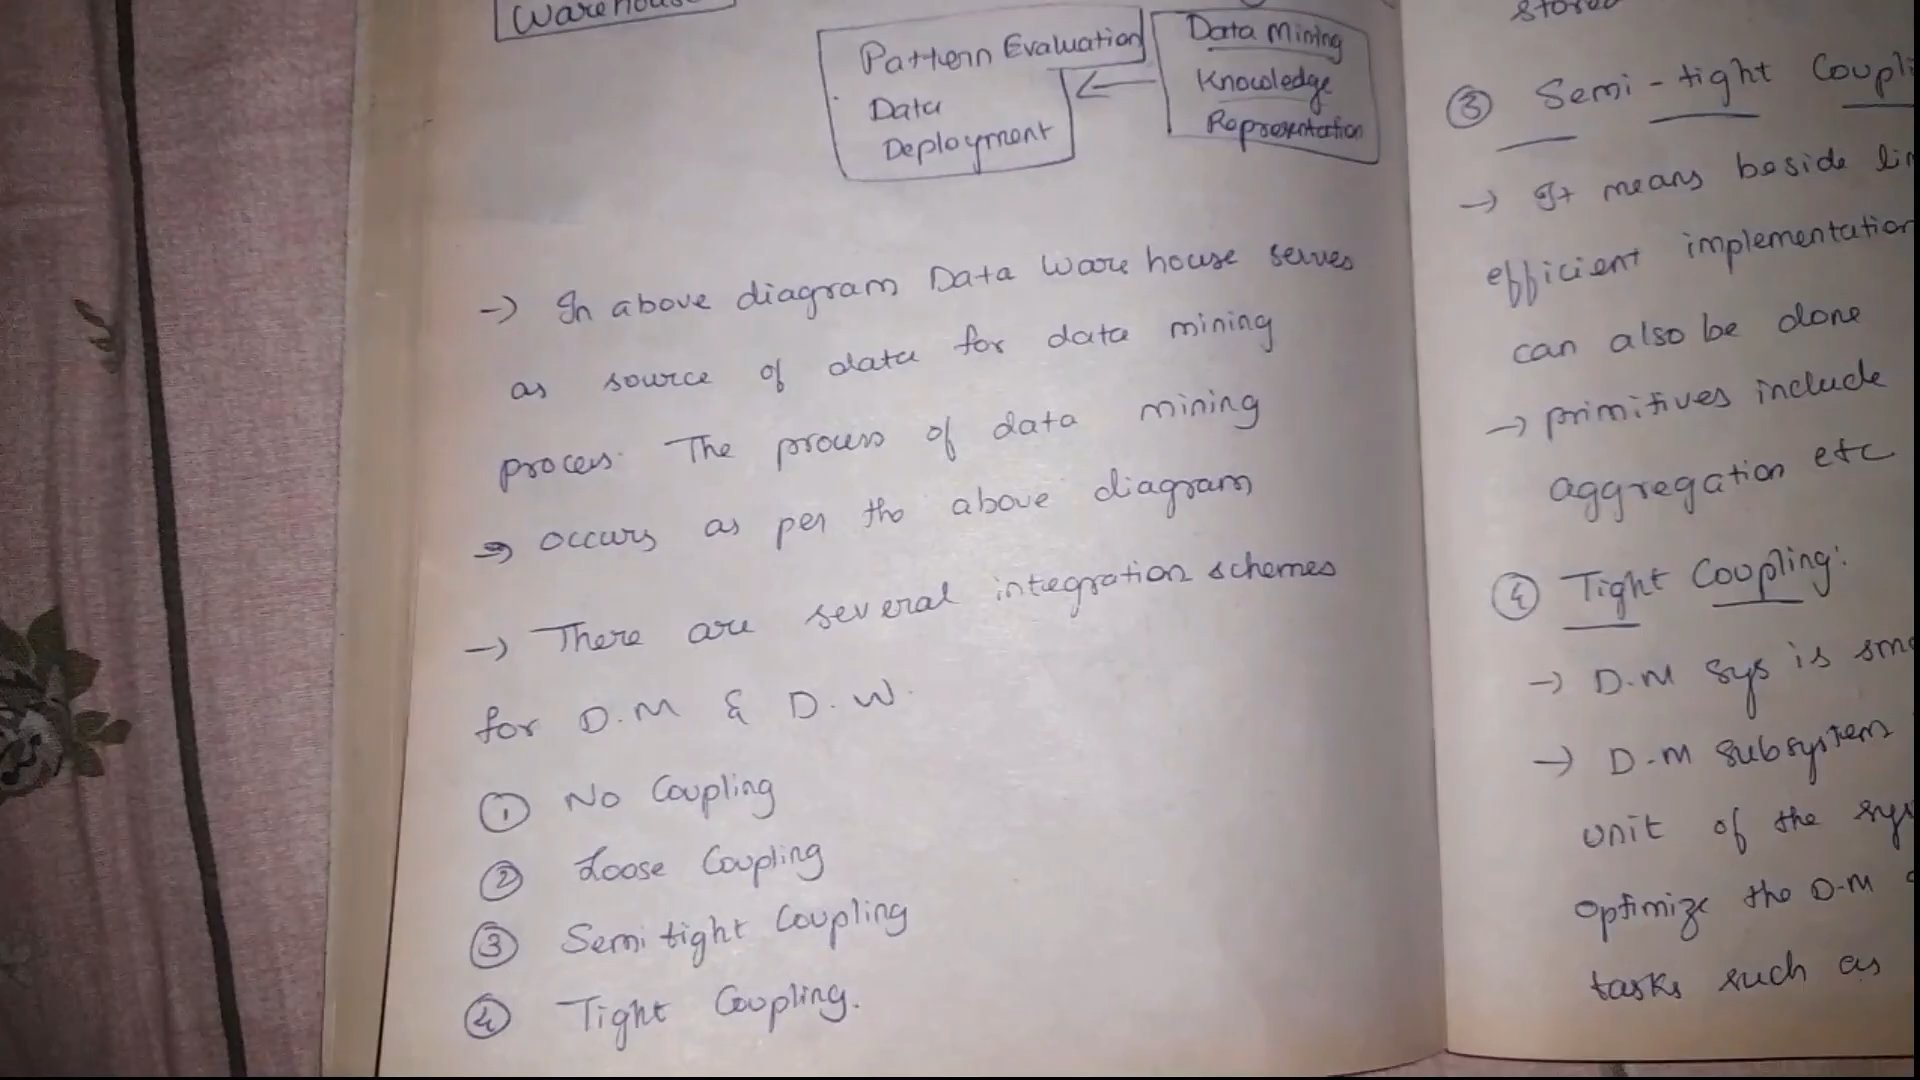 Warehouse
Pattern Evaluation
Data
Deployment
Data Mining
Knowledge
Representation
→ In above diagram Data Ware house serves
as source of data for data mining
process. The process of data mining
→ occurs as per the above diagram
→ There are several integration schemes
for D.M & D.W.
① No Coupling
② Loose Coupling
③ Semi tight Coupling
④ Tight Coupling.
stored
③ Semi-tight
→ It means beside
efficient implementation
can also be done
→ primitives include
aggregation etc
④ Tight Coupling:
→ D.M sys is
→ D-M subsystem
unit of the
optimize the D-M
tasks such as